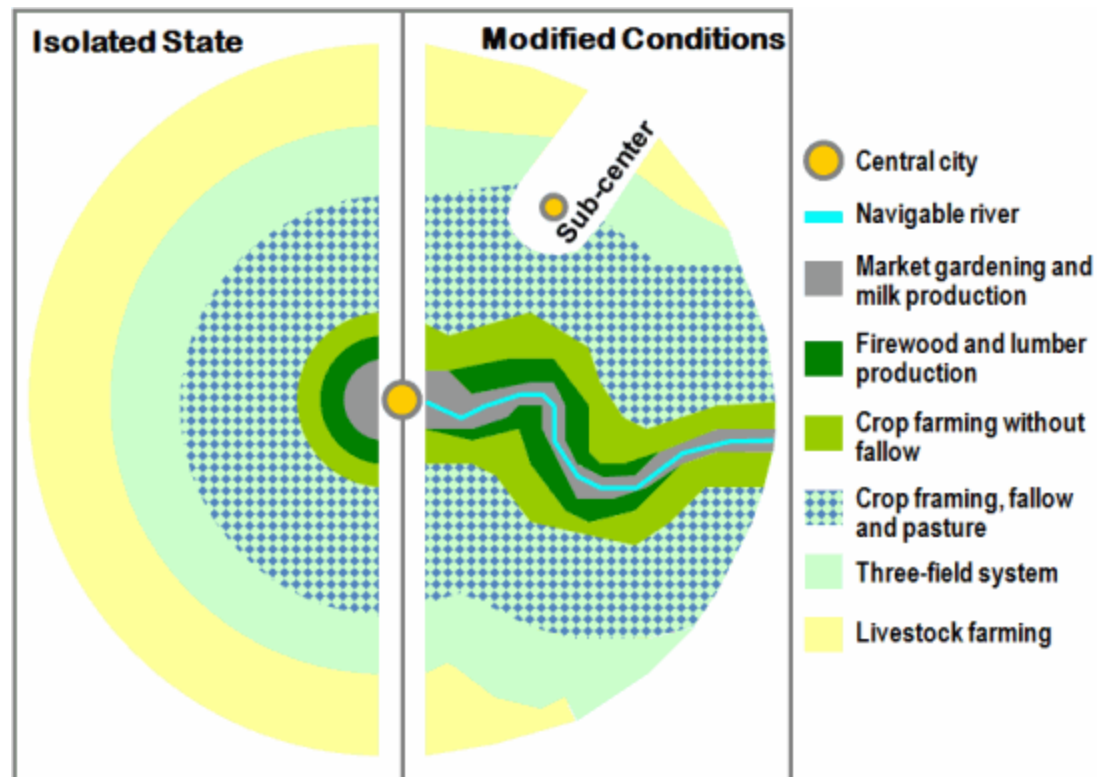 Isolated State
Modified Conditions
Sub-center
Central city
Navigable river
Market gardening and
milk production
Firewood and lumber
production
Crop farming without
fallow
Crop framing, fallow
and pasture
Three-field system
Livestock farming